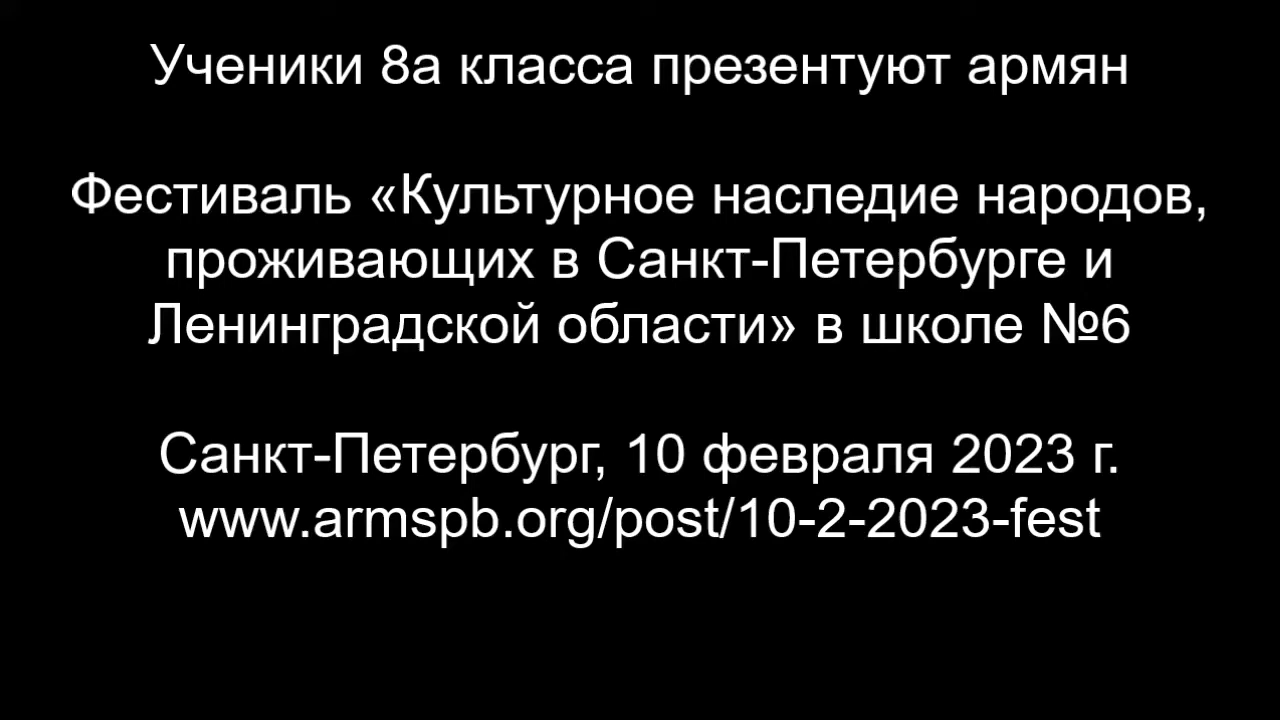 Ученики 8а класса презентуют армян
Фестиваль «Культурное наследие народов,
проживающих в Санкт-Петербурге и
Ленинградской области» в школе №6
Санкт-Петербург, 10 февраля 2023 г.
www.armspb.org/post/10-2-2023-fest